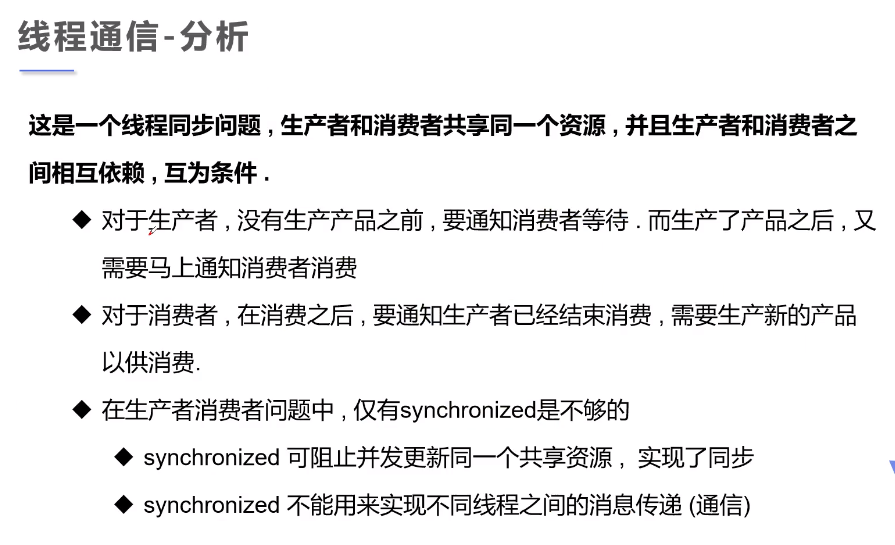 线程通信-分析
这是一个线程同步问题 , 生产者和消费者共享同一个资源 , 并且生产者和消费者之
间相互依赖 , 互为条件 .
◆ 对于生产者 , 没有生产产品之前 , 要通知消费者等待 . 而生产了产品之后 , 又
需要马上通知消费者消费
◆ 对于消费者 , 在消费之后 , 要通知生产者已经结束消费 , 需要生产新的产品
以供消费.
◆ 在生产者消费者问题中 , 仅有synchronized是不够的
◆ synchronized 可阻止并发更新同一个共享资源 , 实现了同步
◆ synchronized 不能用来实现不同线程之间的消息传递 (通信)